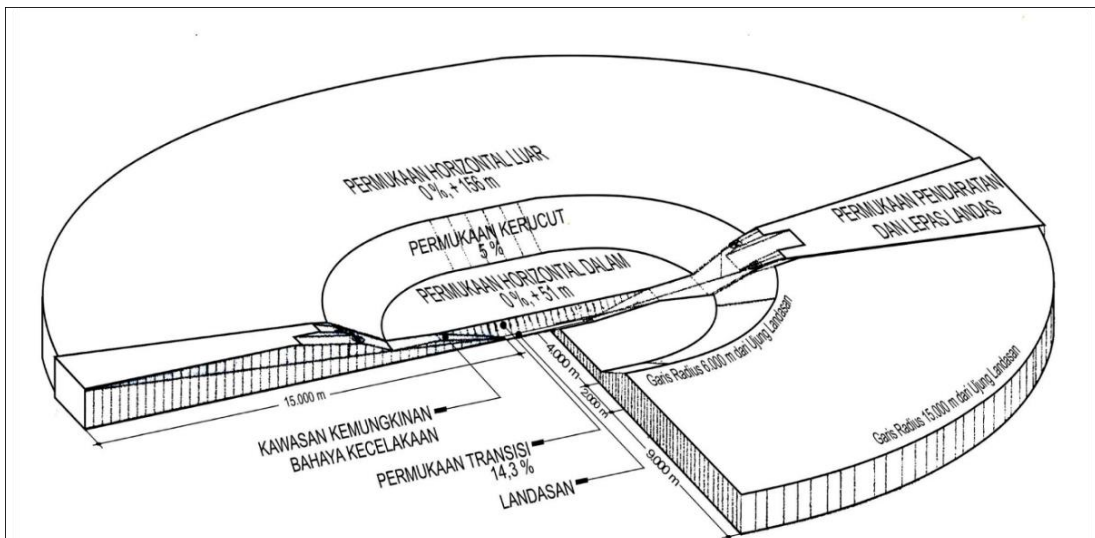 PERMUKAAN HORIZONTAL LUAR
0 %, + 156 m
PERMUKAAN KERUCUT
5 %
PERMUKAAN HORIZONTAL DALAM
0 %, + 51 m
PERMUKAAN PENDARATAN
DAN LEPAS LANDAS
15.000 m
4.000 m
2.000 m
9.000 m
Garis Radius 6.000 m dari Ujung Landasan
Garis Radius 15.000 m dari Ujung Landasan
KAWASAN KEMUNGKINAN
BAHAYA KECELAKAAN
PERMUKAAN TRANSISI
14,3 %
LANDASAN